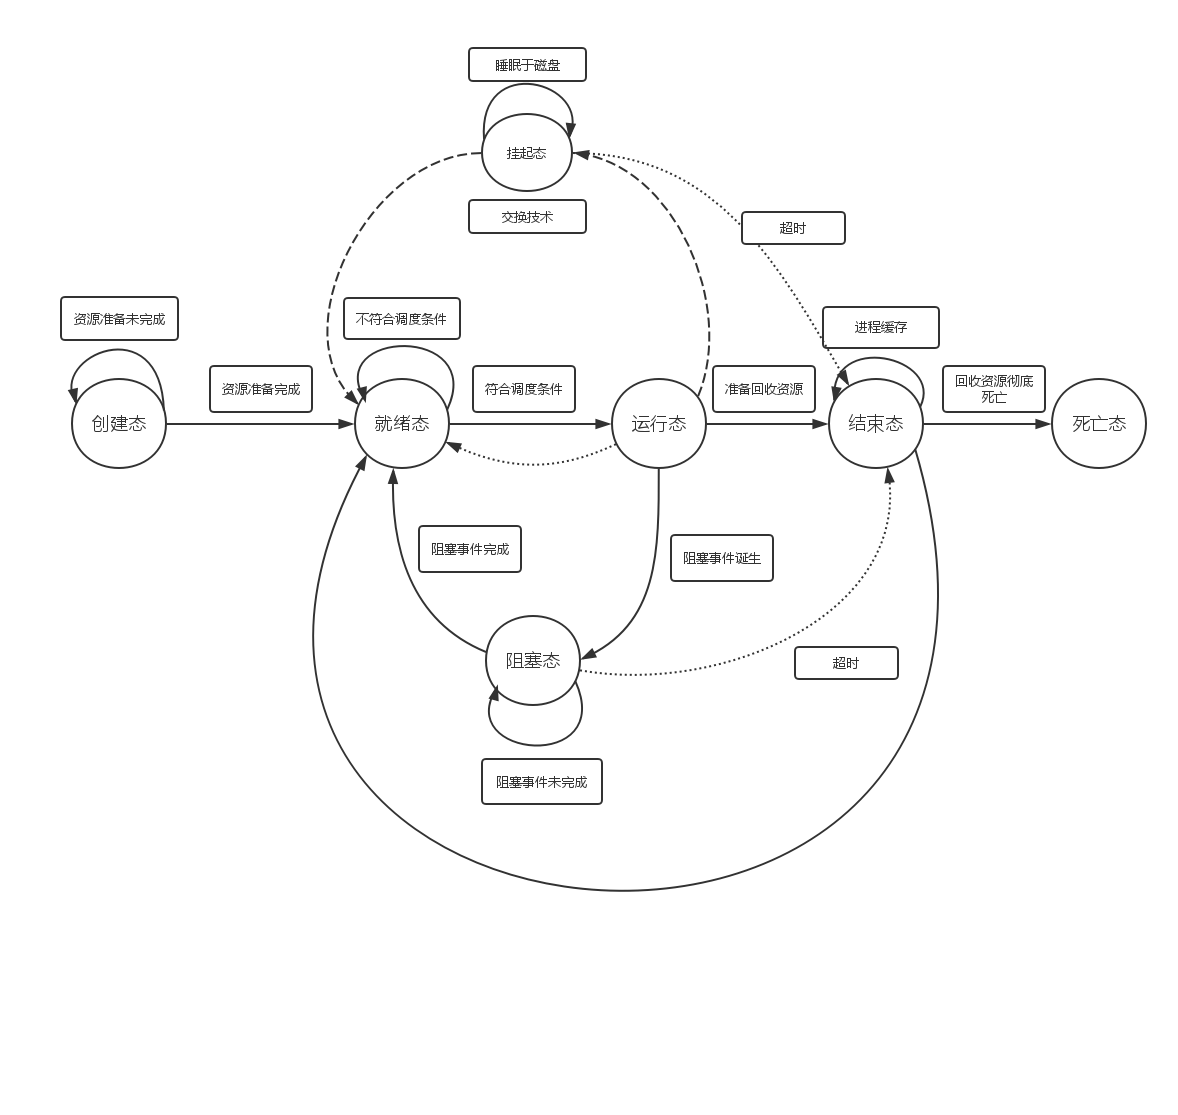 睡眠于磁盘
挂起态
交换技术
超时
资源准备未完成
不符合调度条件
进程缓存
资源准备完成
符合调度条件
准备回收资源
回收资源彻底
死亡
创建态
就绪态
运行态
结束态
死亡态
阻塞事件完成
阻塞事件诞生
阻塞态
超时
阻塞事件未完成